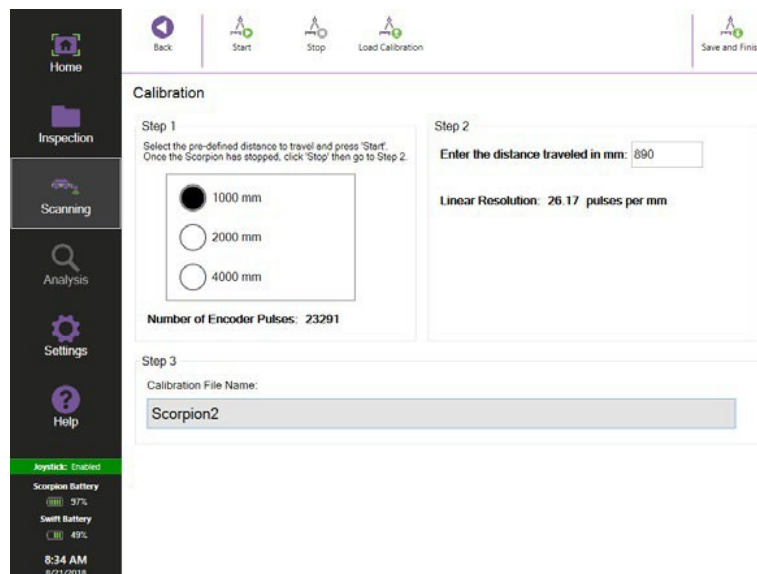 Home
Inspection
Scanning
Analysis
Settings
Help
Joystick: Enabled
Scorpion Battery
97%
Swift Battery
49%
8:34 AM
8/21/2018
Back
Start
Stop
Load Calibration
Save and Finis
Calibration
Step 1
Select the pre-defined distance to travel and press 'Start'.
Once the Scorpion has stopped, click 'Stop' then go to Step 2.
1000 mm
2000 mm
4000 mm
Number of Encoder Pulses: 23291
Step 2
Enter the distance traveled in mm: 890
Linear Resolution: 26.17 pulses per mm
Step 3
Calibration File Name:
Scorpion2